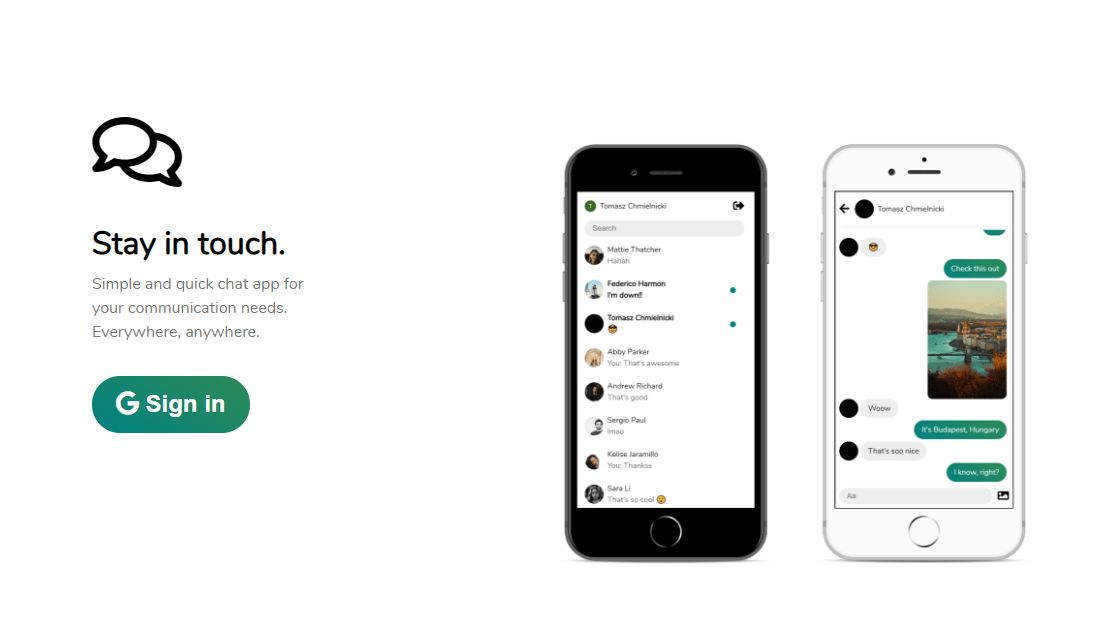 Stay in touch.
Simple and quick chat app for
your communication needs.
Everywhere, anywhere.
G Sign in
T Tomasz Chmielnicki
Search
Mattie Thatcher
Hahah
Federico Harmon
I'm down!!
Tomasz Chmielnicki
😎
Abby Parker
You: That's awesome
Andrew Richard
That's good
Sergio Paul
lmao
Kelise Jaramillo
You: Thankss
Sara Li
That's so cool 😮
Tomasz Chmielnicki
😎
Check this out
Woow
It's Budapest, Hungary
That's soo nice
I know, right?
Aa